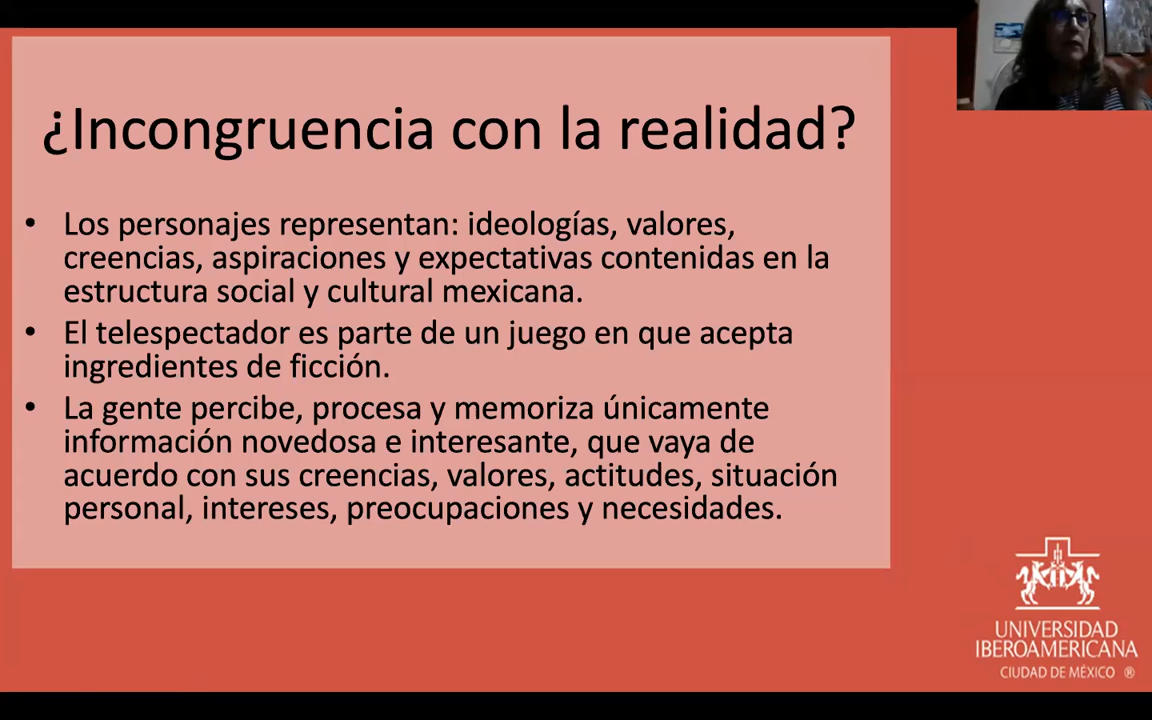 ¿Incongruencia con la realidad?
• Los personajes representan: ideologías, valores,
creencias, aspiraciones y expectativas contenidas en la
estructura social y cultural mexicana.
• El telespectador es parte de un juego en que acepta
ingredientes de ficción.
• La gente percibe, procesa y memoriza únicamente
información novedosa e interesante, que vaya de
acuerdo con sus creencias, valores, actitudes, situación
personal, intereses, preocupaciones y necesidades.
UNIVERSIDAD
IBEROAMERICANA
CIUDAD DE MÉXICO ®